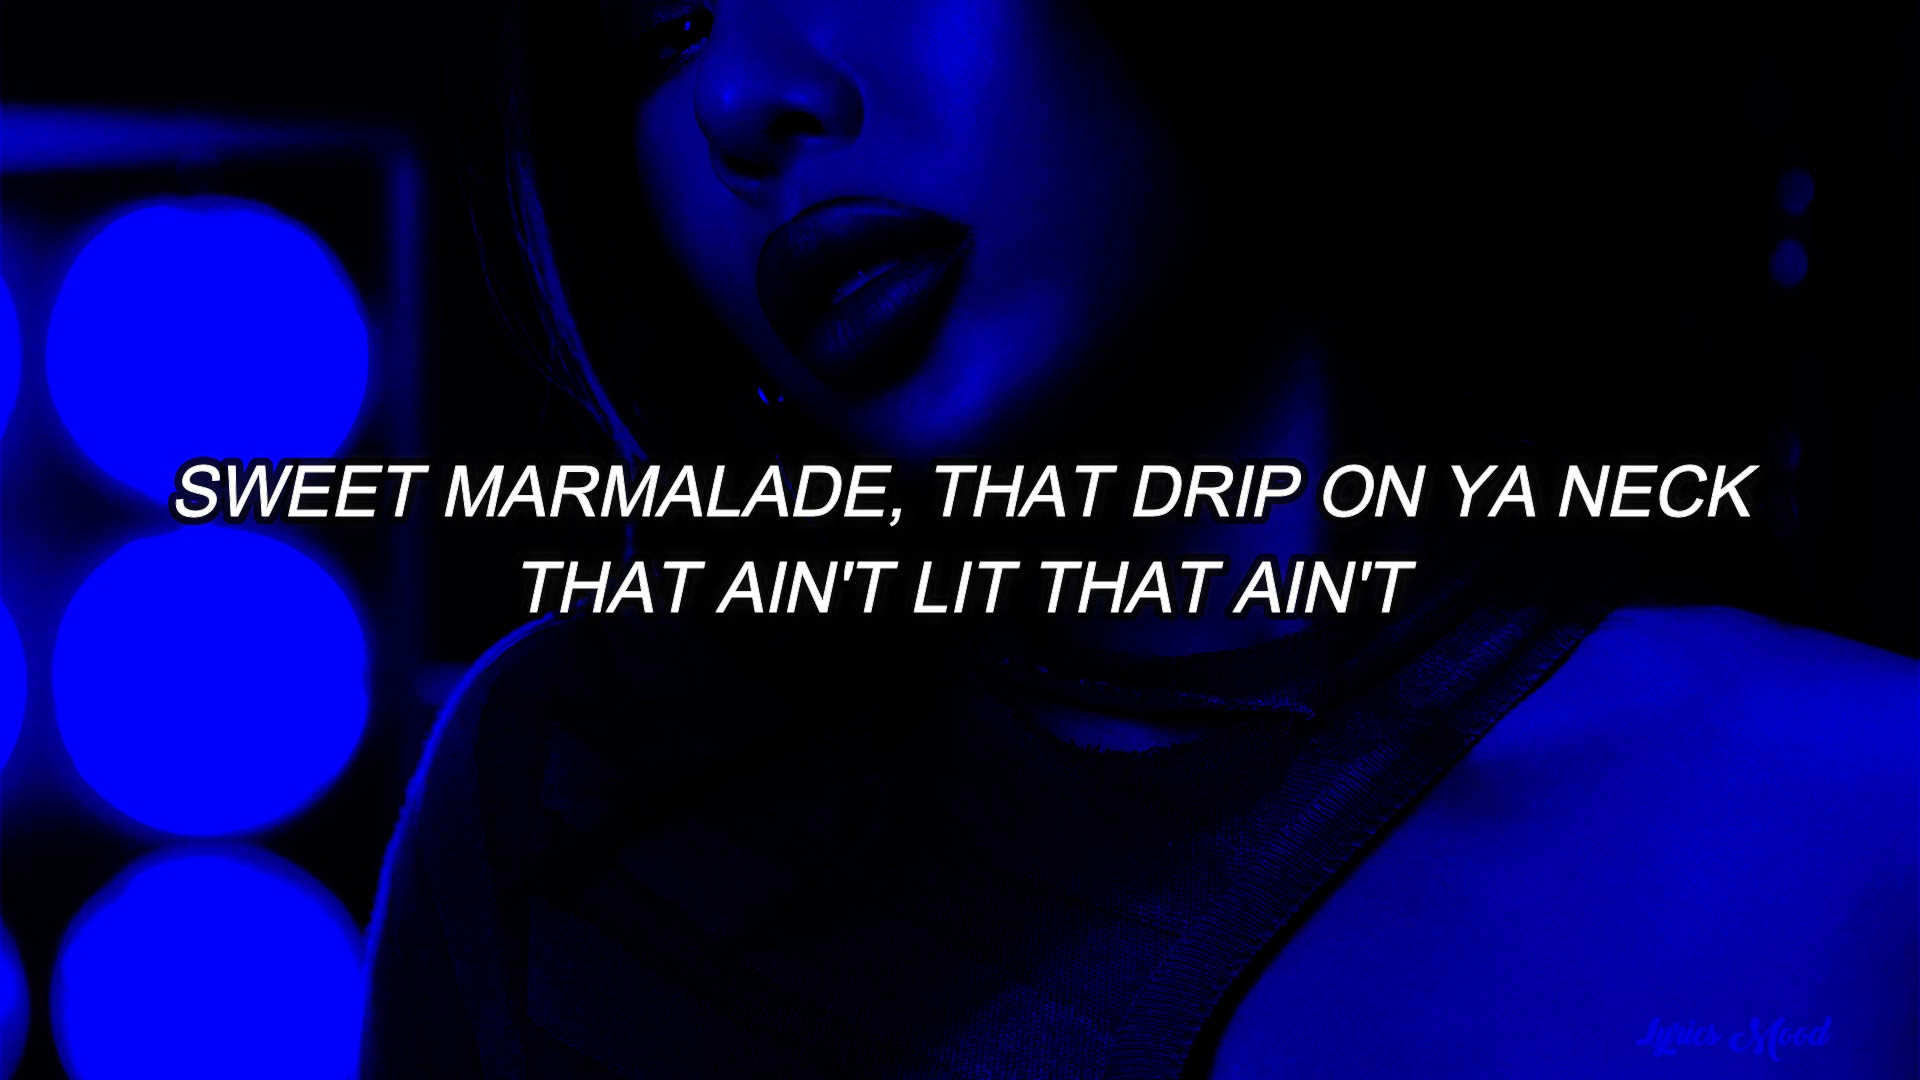 SWEET MARMALADE, THAT DRIP ON YA NECK
THAT AIN'T LIT THAT AIN'T
Lyrics Mood